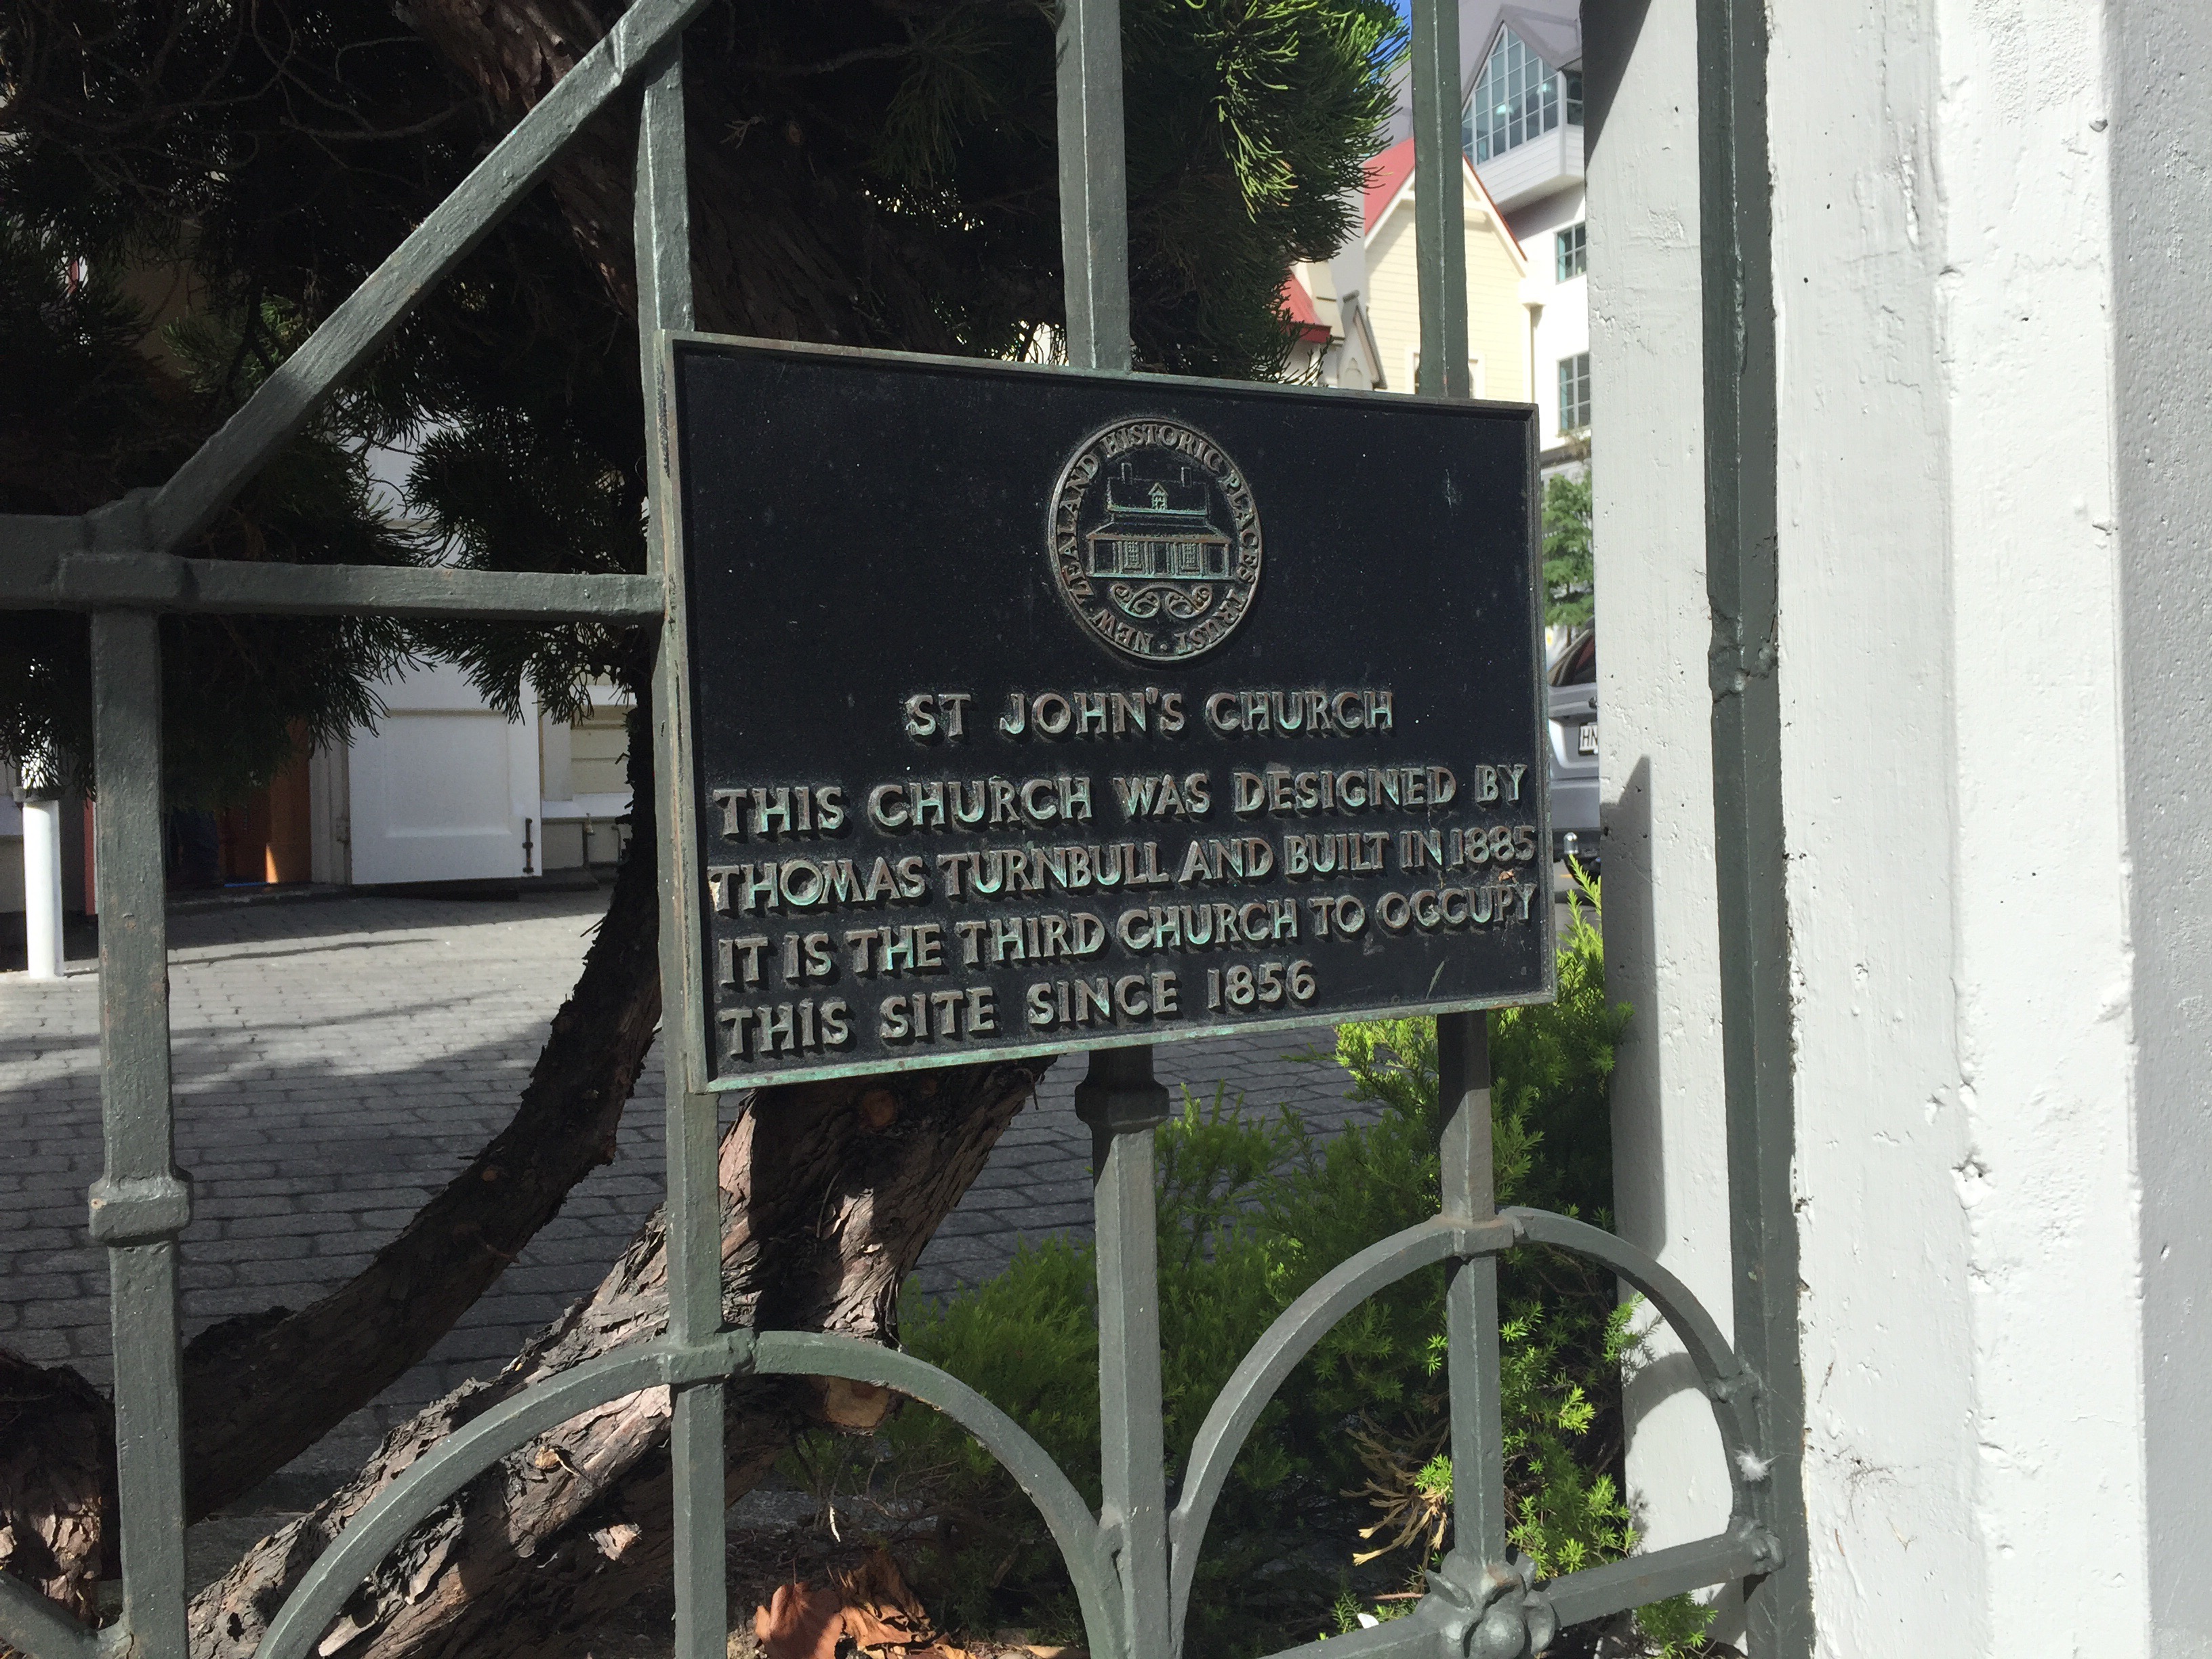 NEW ZEALAND HISTORIC PLACES TRUST ·
ST JOHN'S CHURCH
THIS CHURCH WAS DESIGNED BY
THOMAS TURNBULL AND BUILT IN 1885
IT IS THE THIRD CHURCH TO OCCUPY
THIS SITE SINCE 1856
HN